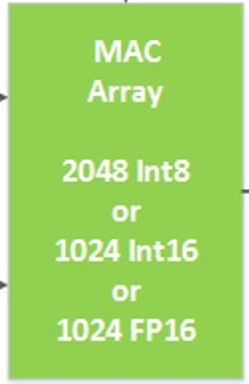 MAC
Array
2048 Int8
or
1024 Int16
or
1024 FP16